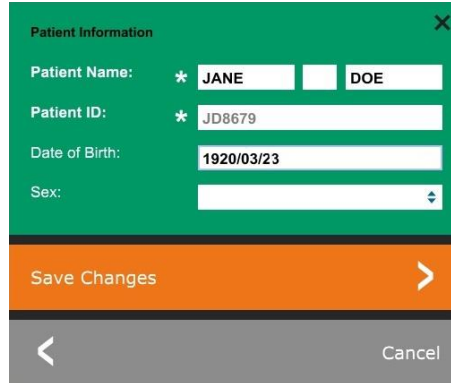 Patient Information
Patient Name: * JANE DOE
Patient ID: * JD8679
Date of Birth: 1920/03/23
Sex:
Save Changes
Cancel